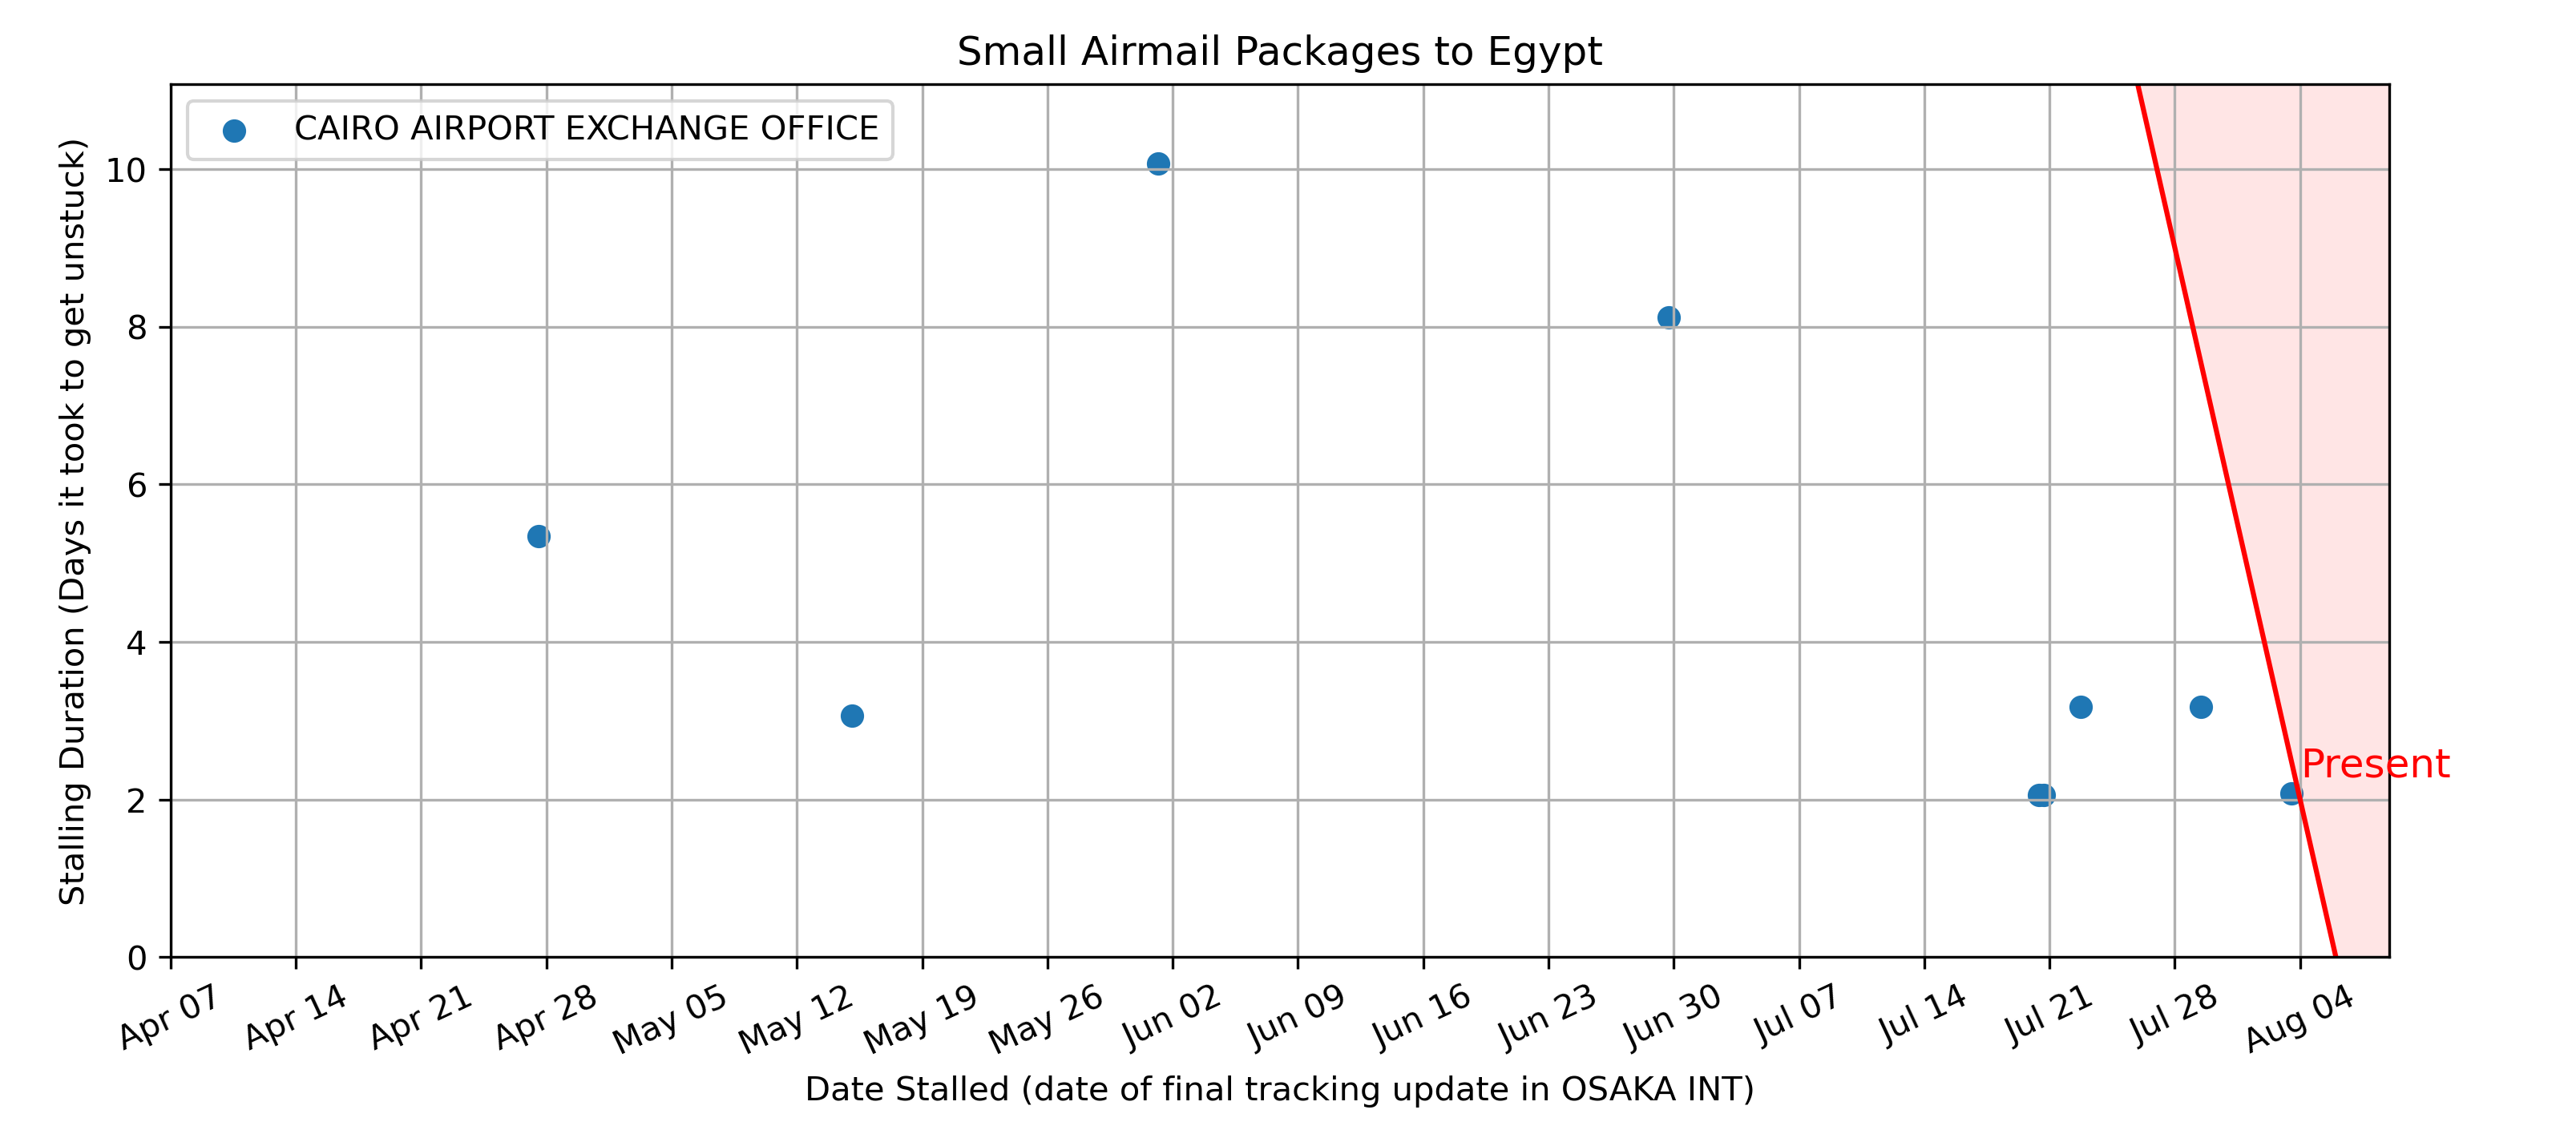 Small Airmail Packages to Egypt
CAIRO AIRPORT EXCHANGE OFFICE
Stalling Duration (Days it took to get unstuck)
10
8
6
4
2
0
Present
Apr 07
Apr 14
Apr 21
Apr 28
May 05
May 12
May 19
May 26
Jun 02
Jun 09
Jun 16
Jun 23
Jun 30
Jul 07
Jul 14
Jul 21
Jul 28
Aug 04
Date Stalled (date of final tracking update in OSAKA INT)